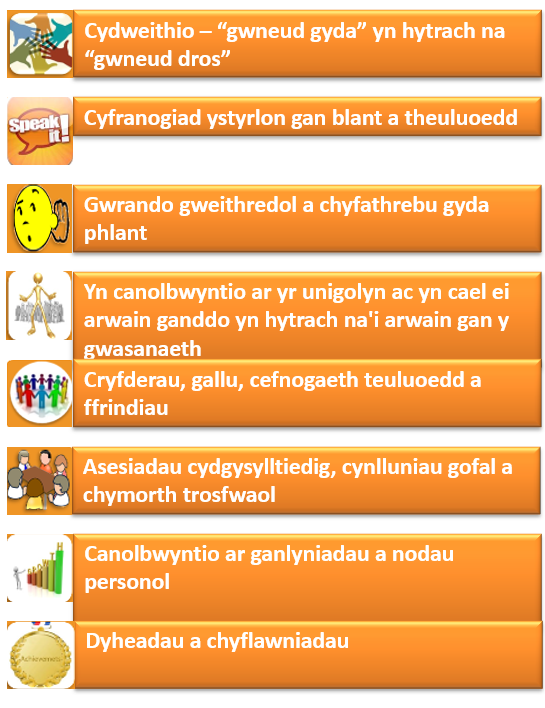 Cydweithio – “gwneud gyda” yn hytrach na
“gwneud dros”
Speak it!
Cyfranogiad ystyrlon gan blant a theuluoedd
Gwrando gweithredol a chyfathrebu gyda
phlant
Yn canolbwyntio ar yr unigolyn ac yn cael ei
arwain ganddo yn hytrach na'i arwain gan y
gwasanaeth
Cryfderau, gallu, cefnogaeth teuluoedd a
ffrindiau
Asesiadau cydgysylltiedig, cynlluniau gofal a
chymorth trosfwaol
Canolbwyntio ar ganlyniadau a nodau
personol
Dyheadau a chyflawniadau